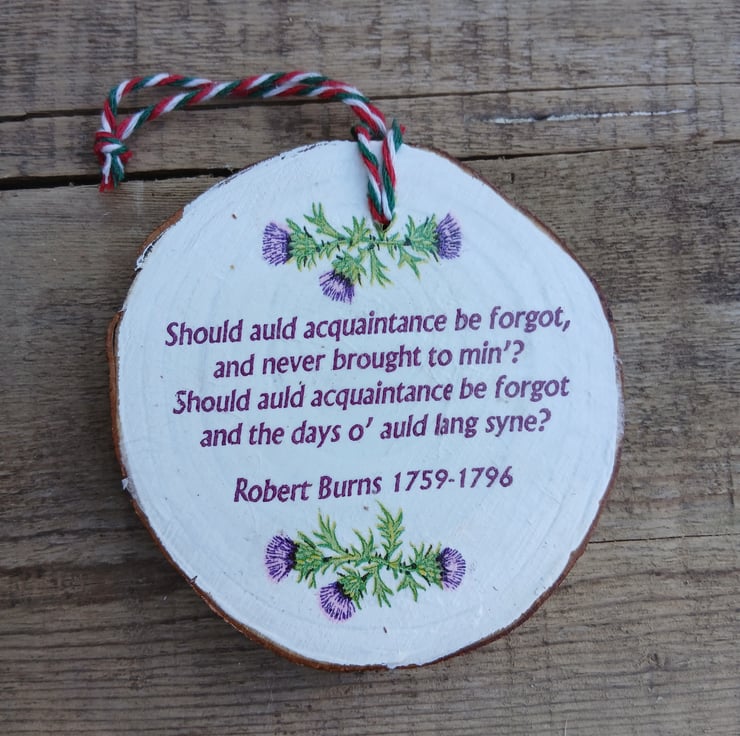 Should auld acquaintance be forgot,
and never brought to min'?
Should auld acquaintance be forgot
and the days o' auld lang syne?
Robert Burns 1759-1796